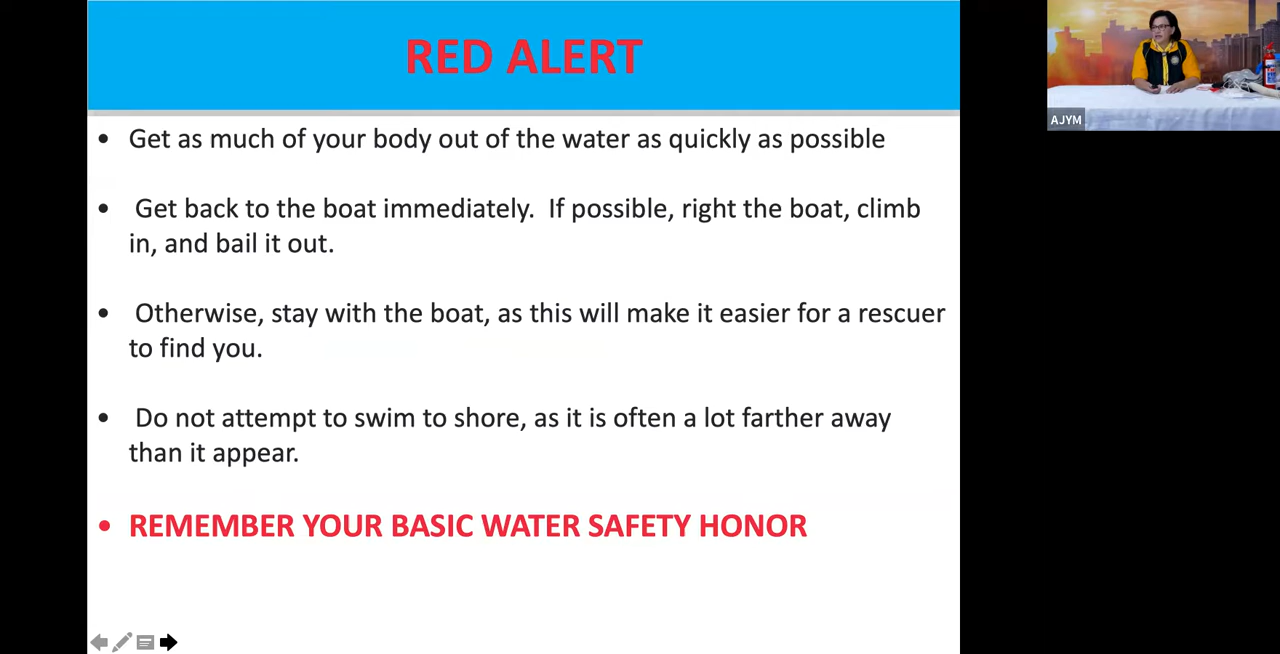 RED ALERT
• Get as much of your body out of the water as quickly as possible
• Get back to the boat immediately. If possible, right the boat, climb
in, and bail it out.
• Otherwise, stay with the boat, as this will make it easier for a rescuer
to find you.
• Do not attempt to swim to shore, as it is often a lot farther away
than it appear.
• REMEMBER YOUR BASIC WATER SAFETY HONOR
AJYM